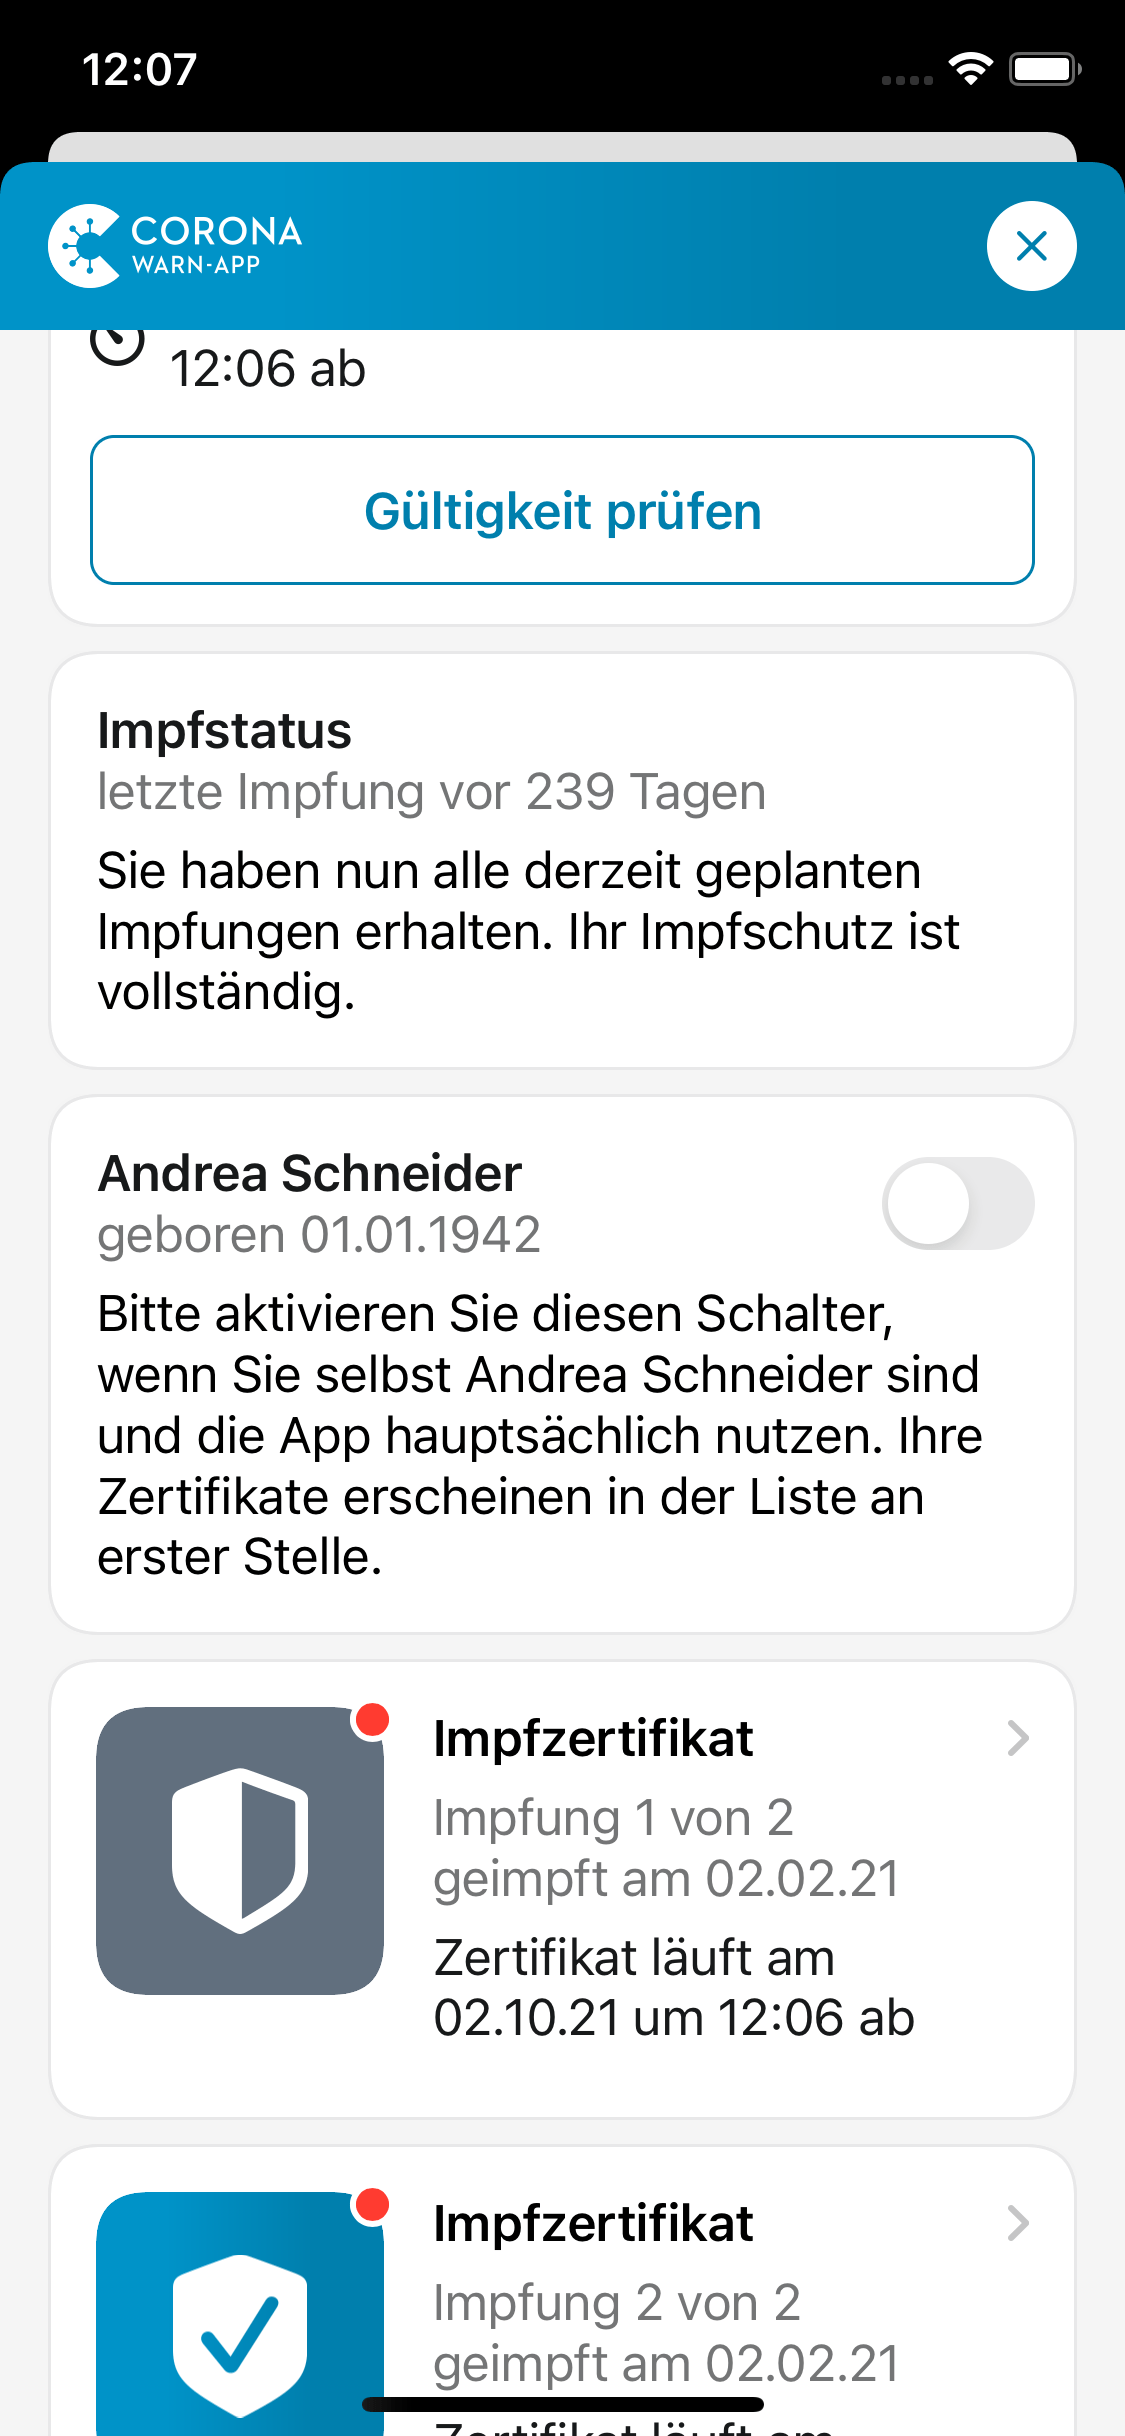 12:07
CORONA
WARN-APP
12:06 ab
Gültigkeit prüfen
Impfstatus
letzte Impfung vor 239 Tagen
Sie haben nun alle derzeit geplanten
Impfungen erhalten. Ihr Impfschutz ist
vollständig.
Andrea Schneider
geboren 01.01.1942
Bitte aktivieren Sie diesen Schalter,
wenn Sie selbst Andrea Schneider sind
und die App hauptsächlich nutzen. Ihre
Zertifikate erscheinen in der Liste an
erster Stelle.
Impfzertifikat
Impfung 1 von 2
geimpft am 02.02.21
Zertifikat läuft am
02.10.21 um 12:06 ab
Impfzertifikat
Impfung 2 von 2
geimpft am 02.02.21
Zertifikat läuft am